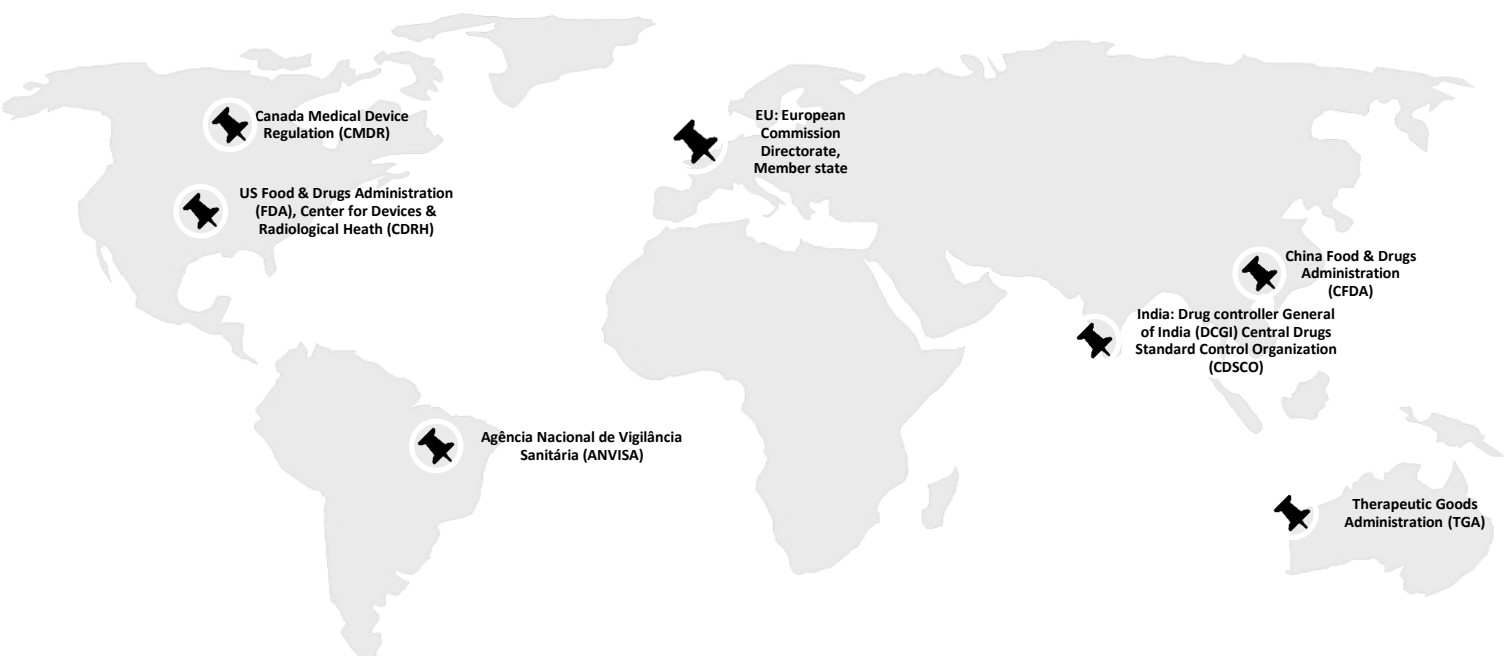 Canada Medical Device
Regulation (CMDR)
US Food & Drugs Administration
(FDA), Center for Devices &
Radiological Heath (CDRH)
EU: European
Commission
Directorate,
Member state
China Food & Drugs
Administration
(CFDA)
India: Drug controller General
of India (DCGI) Central Drugs
Standard Control Organization
(CDSCO)
Agência Nacional de Vigilância
Sanitária (ANVISA)
Therapeutic Goods
Administration (TGA)